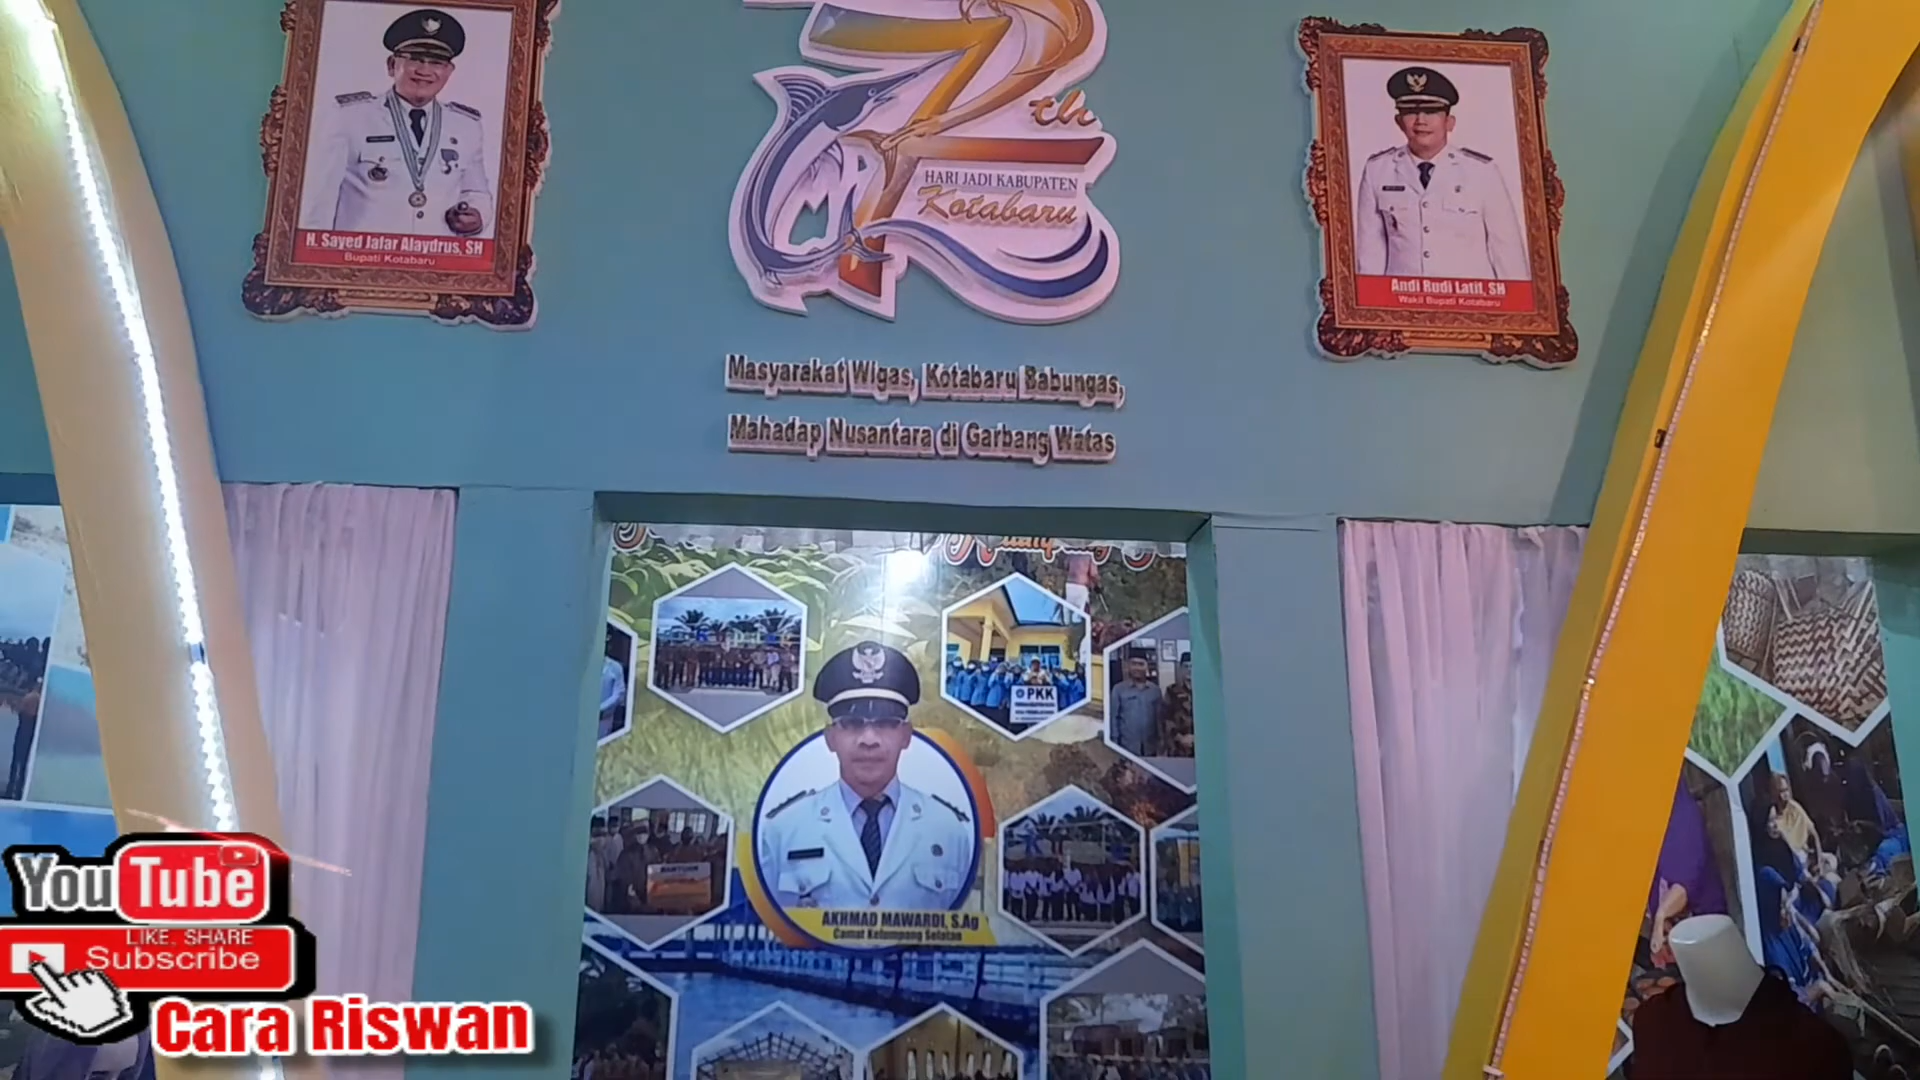 72th
HARI JADI KABUPATEN
Kotabaru
H. Sayed Jafar Alaydrus, SH
Bupati Kotabaru
Andi Rudi Latif, SH
Wakil Bupati Kotabaru
Masyarakat Wigas, Kotabaru Babungas,
Mahadap Nusantara di Garbang Watas
PKK
BANTUAN
AKHMAD MAWARDI, S.Ag
Camat Kelumpang Selatan
YouTube
LIKE. SHARE
Subscribe
Cara Riswan